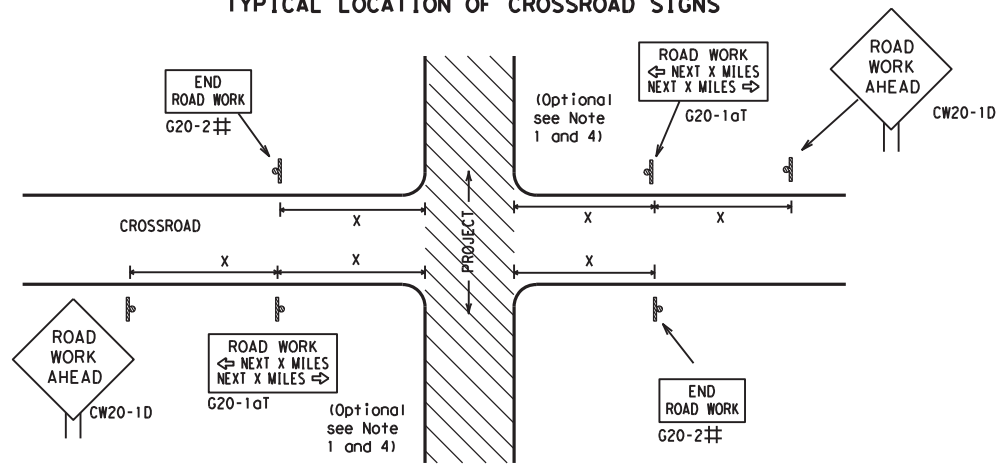 TYPICAL LOCATION OF CROSSROAD SIGNS
END
ROAD WORK
G20-2#
(Optional
see Note
1 and 4)
ROAD WORK
⇦ NEXT X MILES
NEXT X MILES ⇨
G20-1aT
ROAD
WORK
AHEAD
CW20-1D
CROSSROAD
X
X
X
PROJECT
X
X
X
ROAD
WORK
AHEAD
CW20-1D
ROAD WORK
⇦ NEXT X MILES
NEXT X MILES ⇨
G20-1aT
(Optional
see Note
1 and 4)
END
ROAD WORK
G20-2#